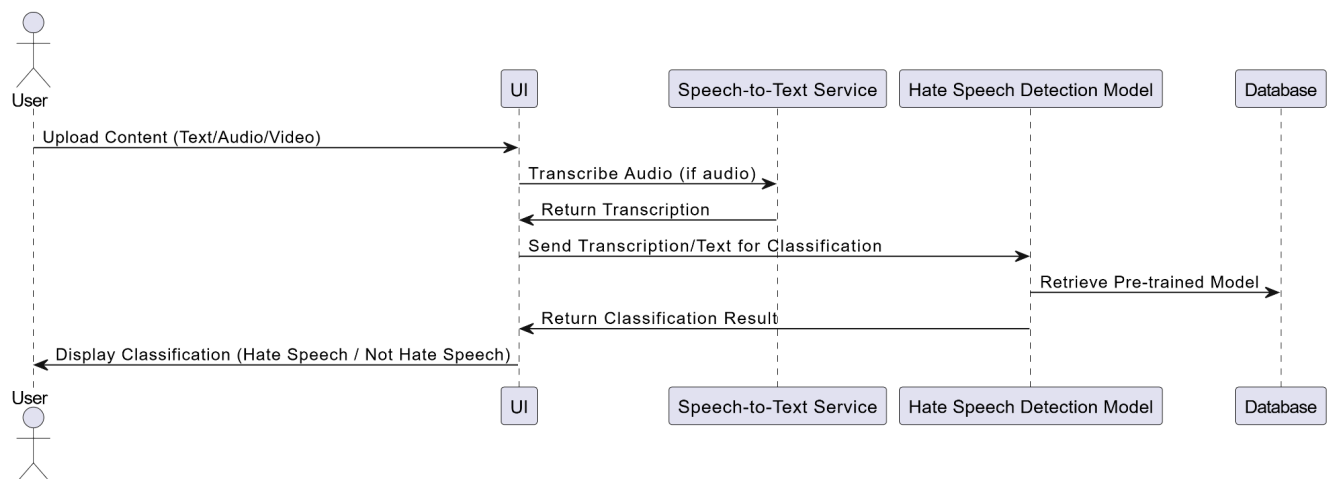 User
UI
Speech-to-Text Service
Hate Speech Detection Model
Database
Upload Content (Text/Audio/Video)
Transcribe Audio (if audio)
Return Transcription
Send Transcription/Text for Classification
Retrieve Pre-trained Model
Return Classification Result
Display Classification (Hate Speech / Not Hate Speech)
User
UI
Speech-to-Text Service
Hate Speech Detection Model
Database